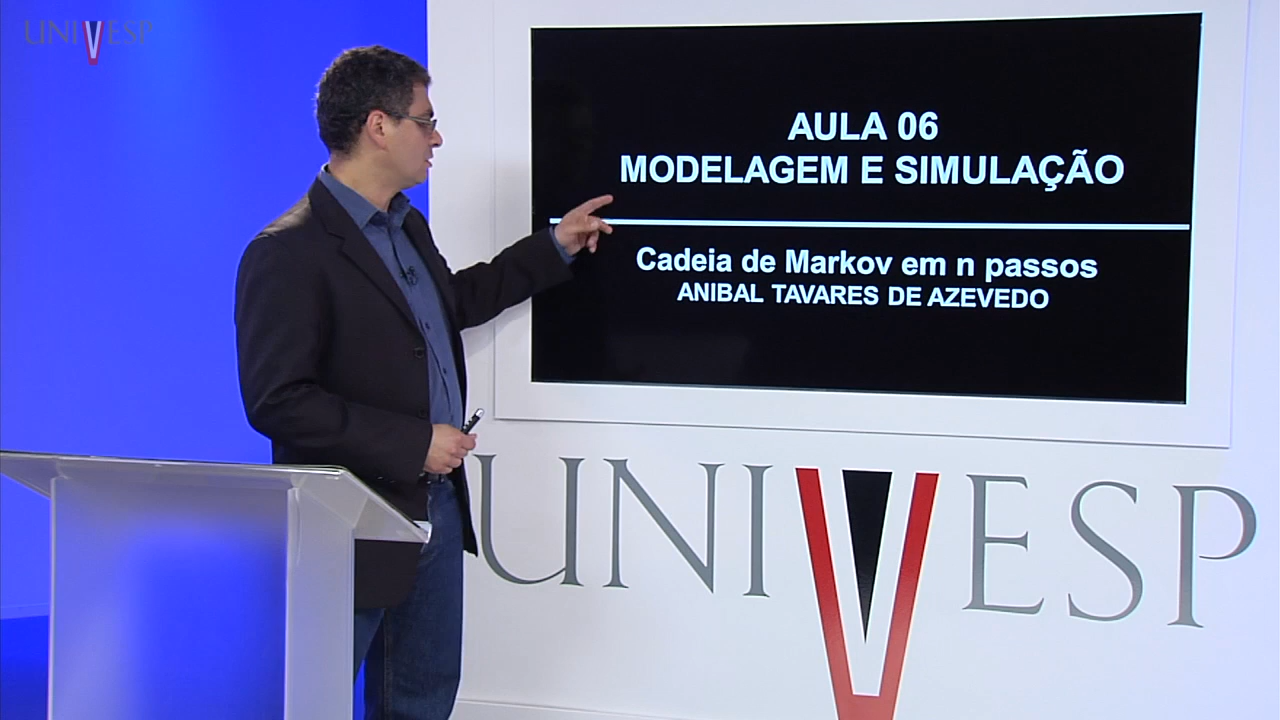 UNIVESP
AULA 06
MODELAGEM E SIMULAÇÃO
Cadeia de Markov em n passos
ANIBAL TAVARES DE AZEVEDO
UNIVESP